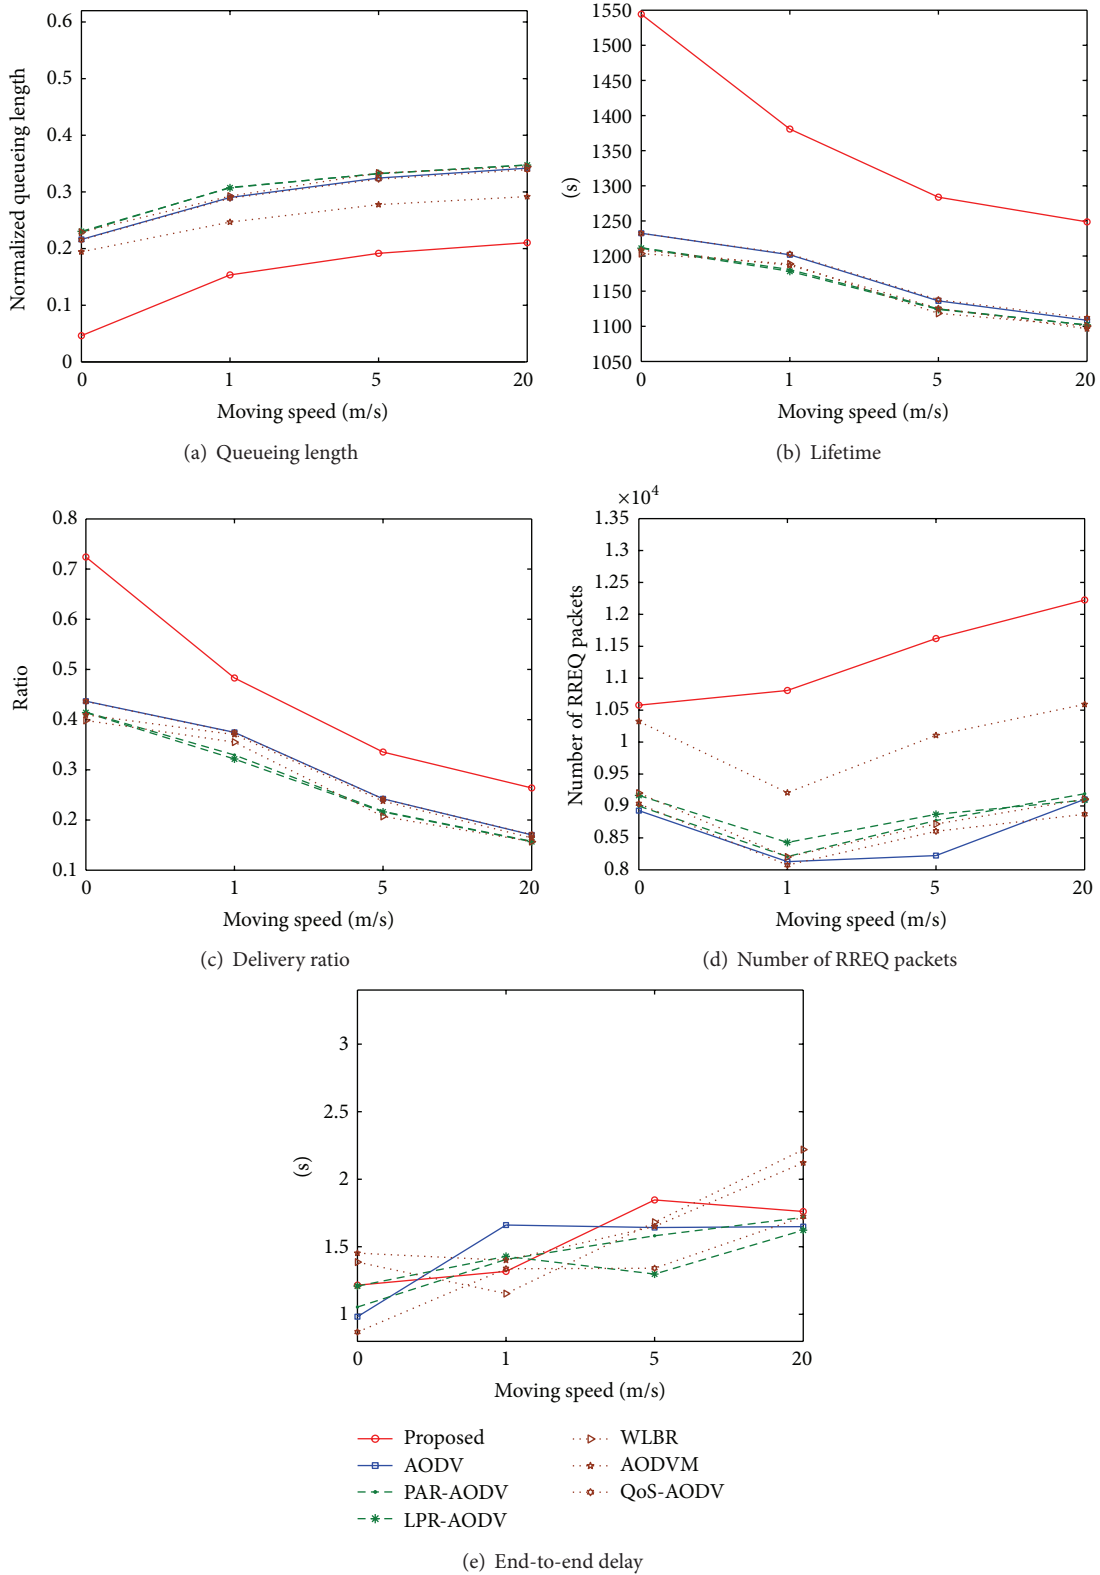 0.6
0.5
0.4
0.3
0.2
0.1
0
Normalized queueing length
0 1 5 20
Moving speed (m/s)
(a) Queueing length
1550
1500
1450
1400
1350
1300
1250
1200
1150
1100
1050
(s)
0 1 5 20
Moving speed (m/s)
(b) Lifetime
0.8
0.7
0.6
0.5
0.4
0.3
0.2
0.1
Ratio
0 1 5 20
Moving speed (m/s)
(c) Delivery ratio
×10⁴
1.35
1.3
1.25
1.2
1.15
1.1
1.05
1
0.95
0.9
0.85
0.8
Number of RREQ packets
0 1 5 20
Moving speed (m/s)
(d) Number of RREQ packets
3
2.5
2
1.5
1
(s)
0 1 5 20
Moving speed (m/s)
Proposed
AODV
PAR-AODV
LPR-AODV
WLBR
AODVM
QoS-AODV
(e) End-to-end delay